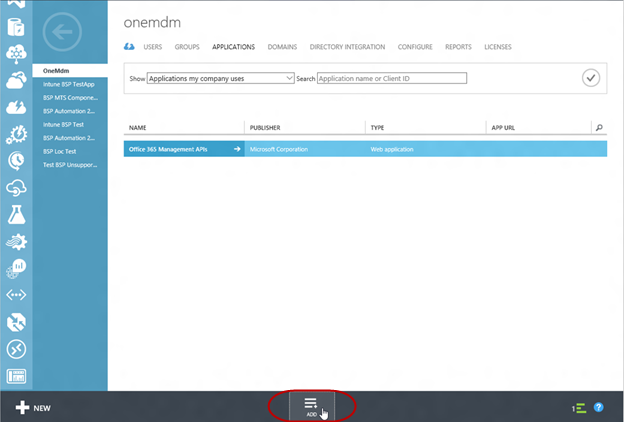 onemdm
USERS GROUPS APPLICATIONS DOMAINS DIRECTORY INTEGRATION CONFIGURE REPORTS LICENSES
OneMdm
Intune BSP TestApp
BSP MTS Compone...
BSP Automation 2...
Intune BSP Test
BSP Automation 2...
BSP Loc Test
Test BSP Unsuppor...
Show Applications my company uses Search Application name or Client ID
NAME PUBLISHER TYPE APP URL
Office 365 Management APIs Microsoft Corporation Web application
NEW
ADD
1
?